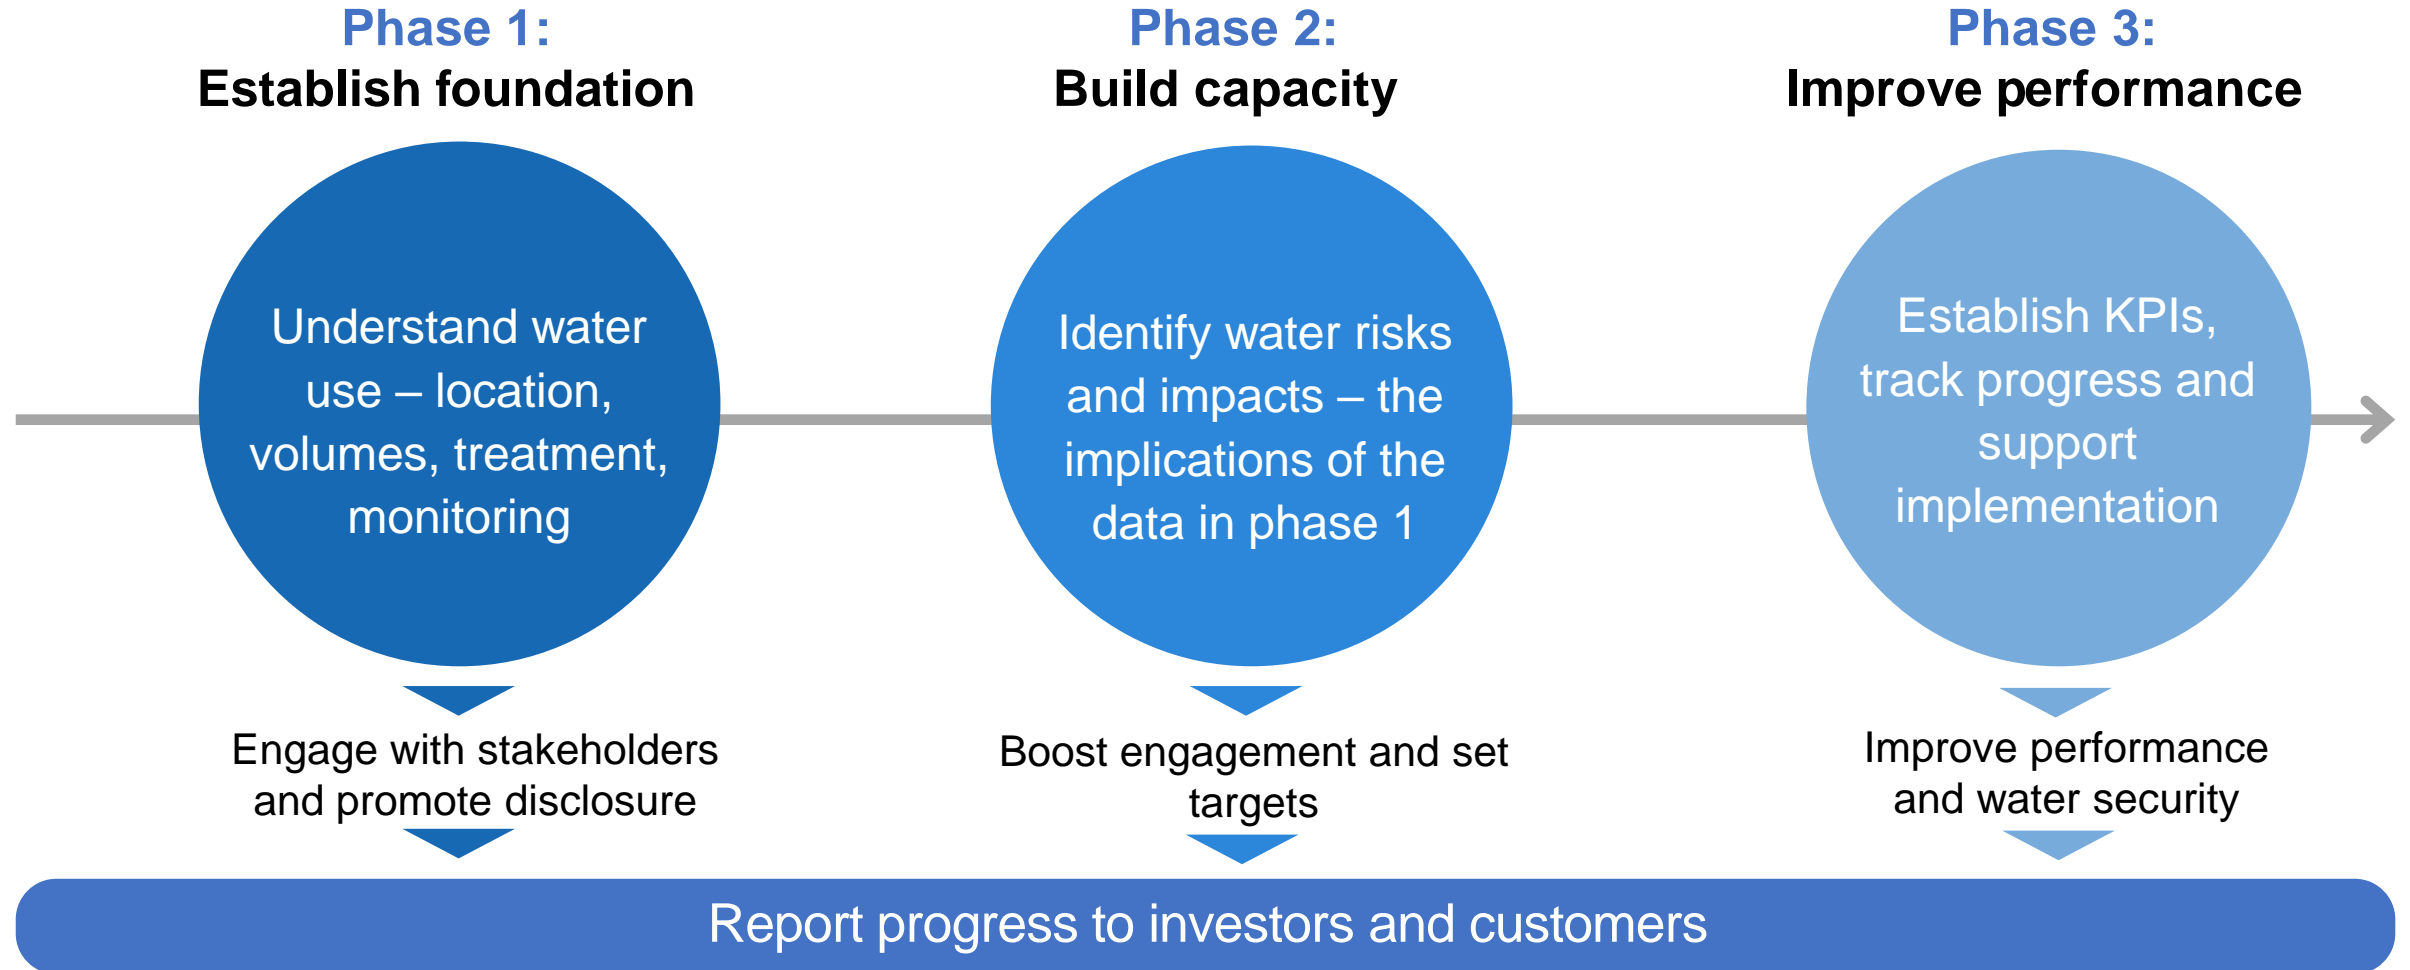 Phase 1:
Establish foundation
Understand water
use – location,
volumes, treatment,
monitoring
Engage with stakeholders
and promote disclosure
Phase 2:
Build capacity
Identify water risks
and impacts – the
implications of the
data in phase 1
Boost engagement and set
targets
Phase 3:
Improve performance
Establish KPIs,
track progress and
support
implementation
Improve performance
and water security
Report progress to investors and customers